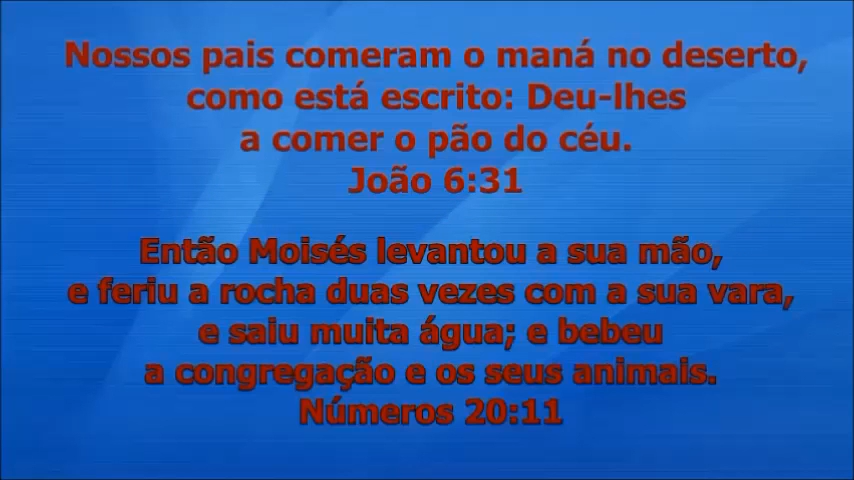 Nossos pais comeram o maná no deserto,
como está escrito: Deu-lhes
a comer o pão do céu.
João 6:31
Então Moisés levantou a sua mão,
e feriu a rocha duas vezes com a sua vara,
e saiu muita água; e bebeu
a congregação e os seus animais.
Números 20:11